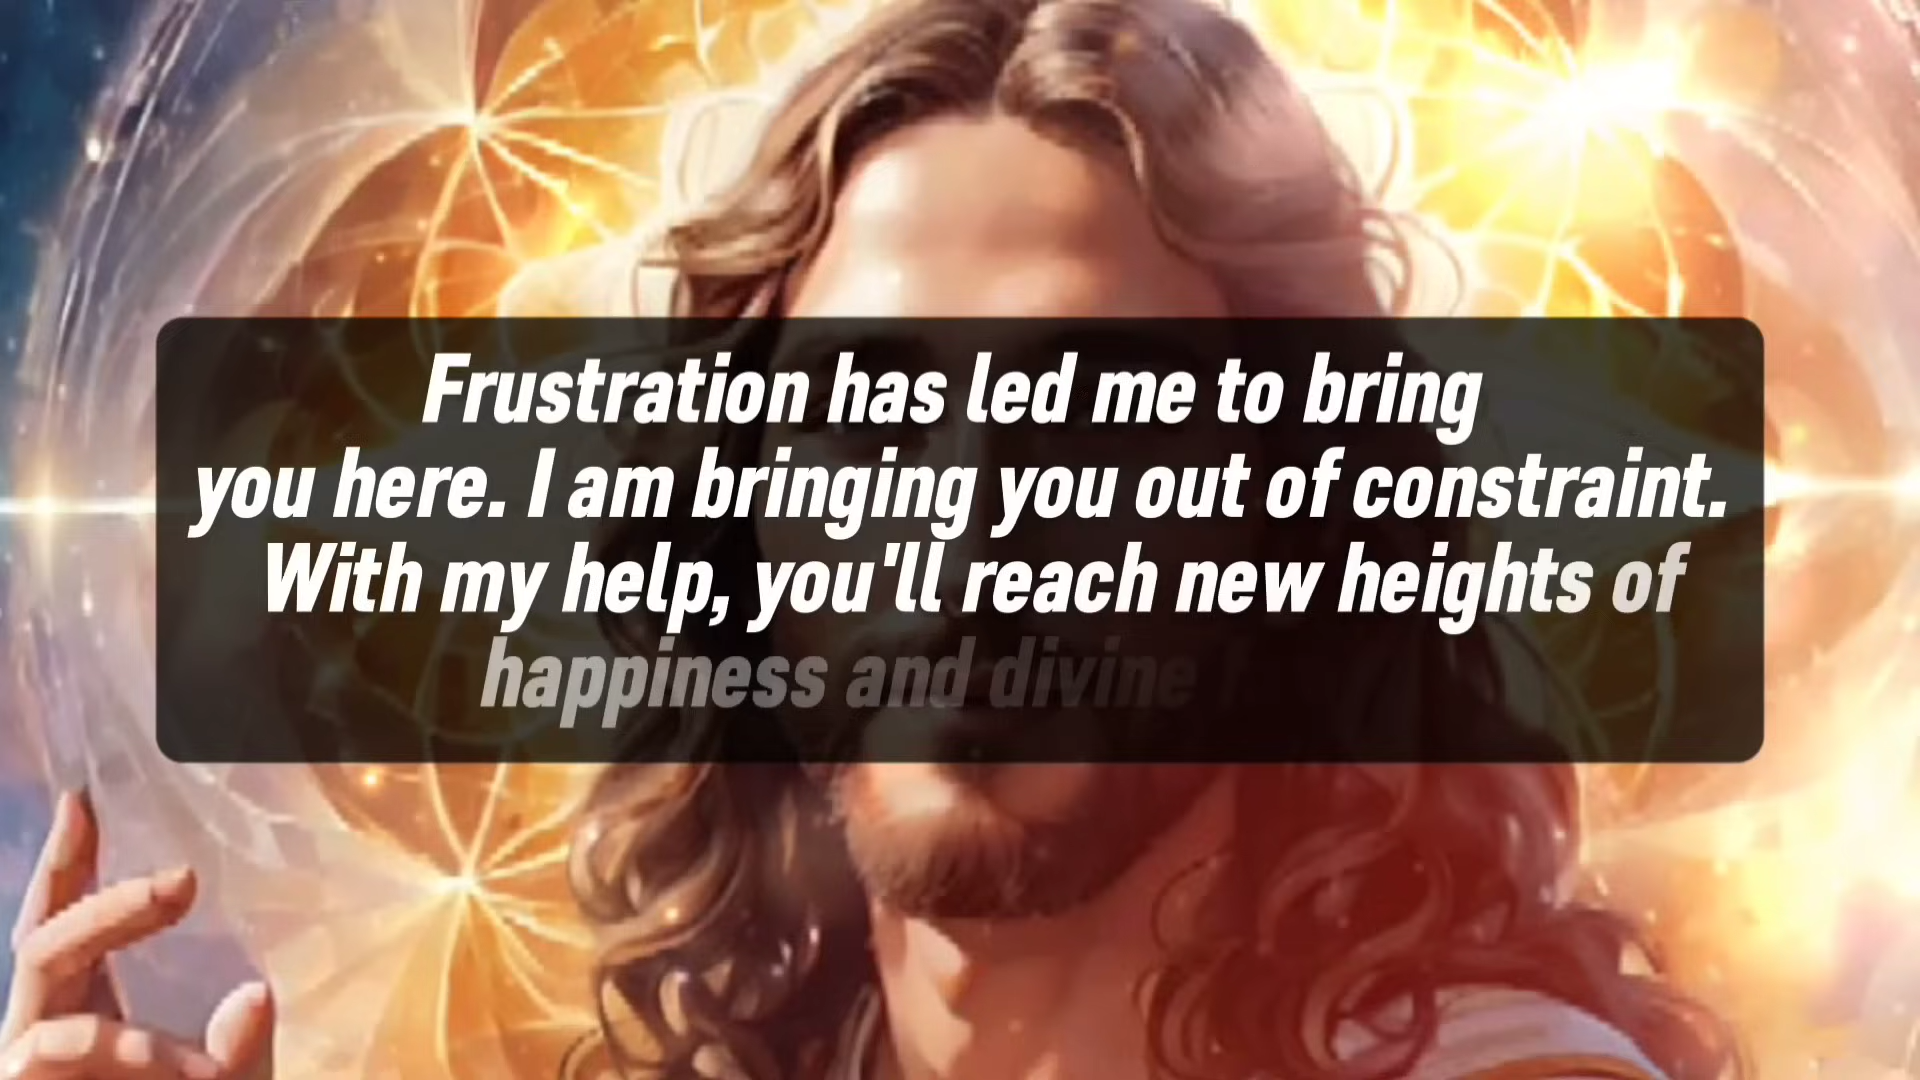 Frustration has led me to bring
you here. I am bringing you out of constraint.
With my help, you'll reach new heights of
happiness and divine